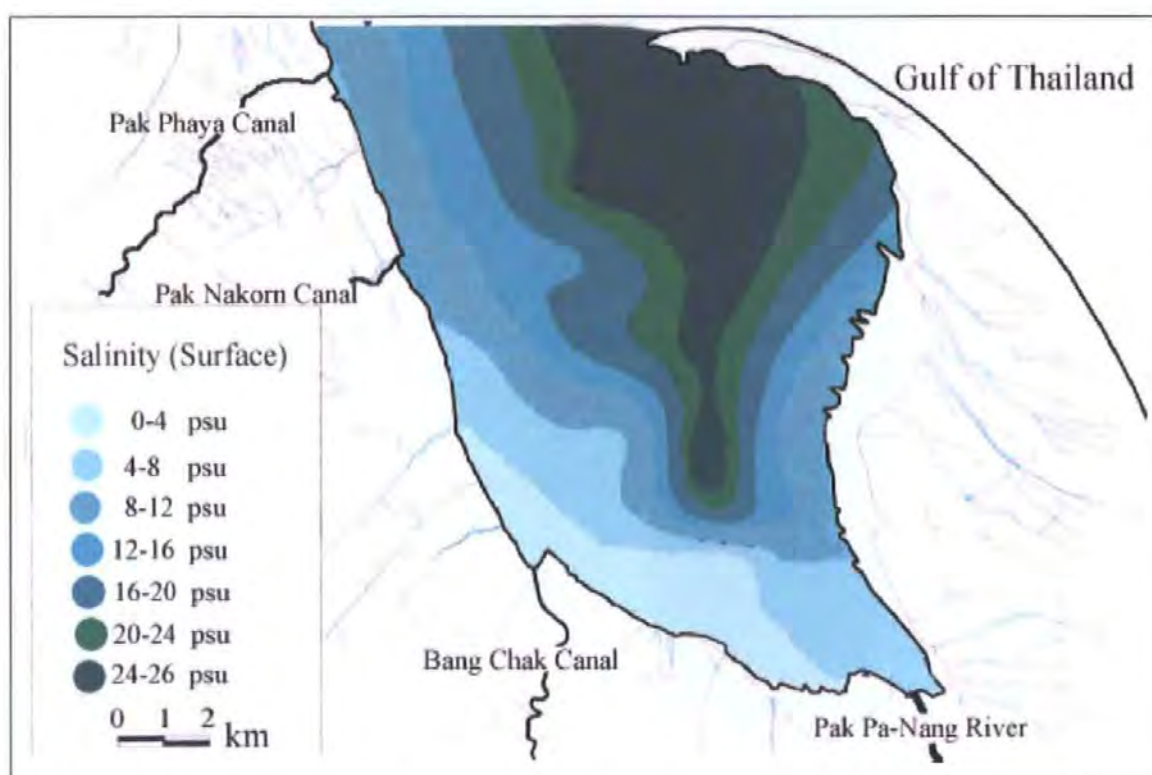 Gulf of Thailand
Pak Phaya Canal
Pak Nakorn Canal
Salinity (Surface)
0-4 psu
4-8 psu
8-12 psu
12-16 psu
16-20 psu
20-24 psu
24-26 psu
0 1 2 km
Bang Chak Canal
Pak Pa-Nang River